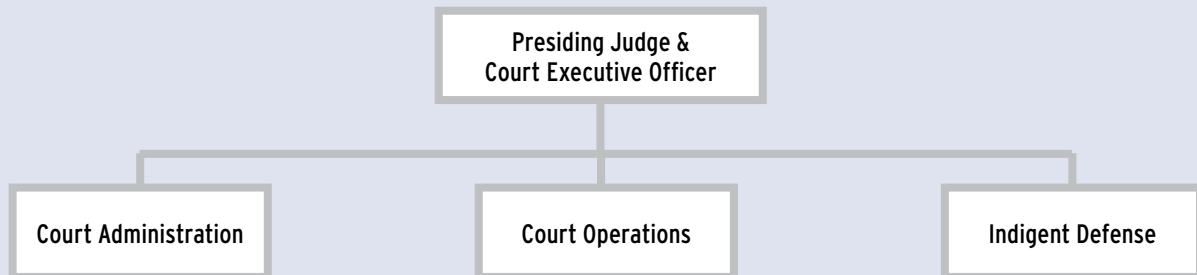 Presiding Judge &
Court Executive Officer
Court Administration
Court Operations
Indigent Defense